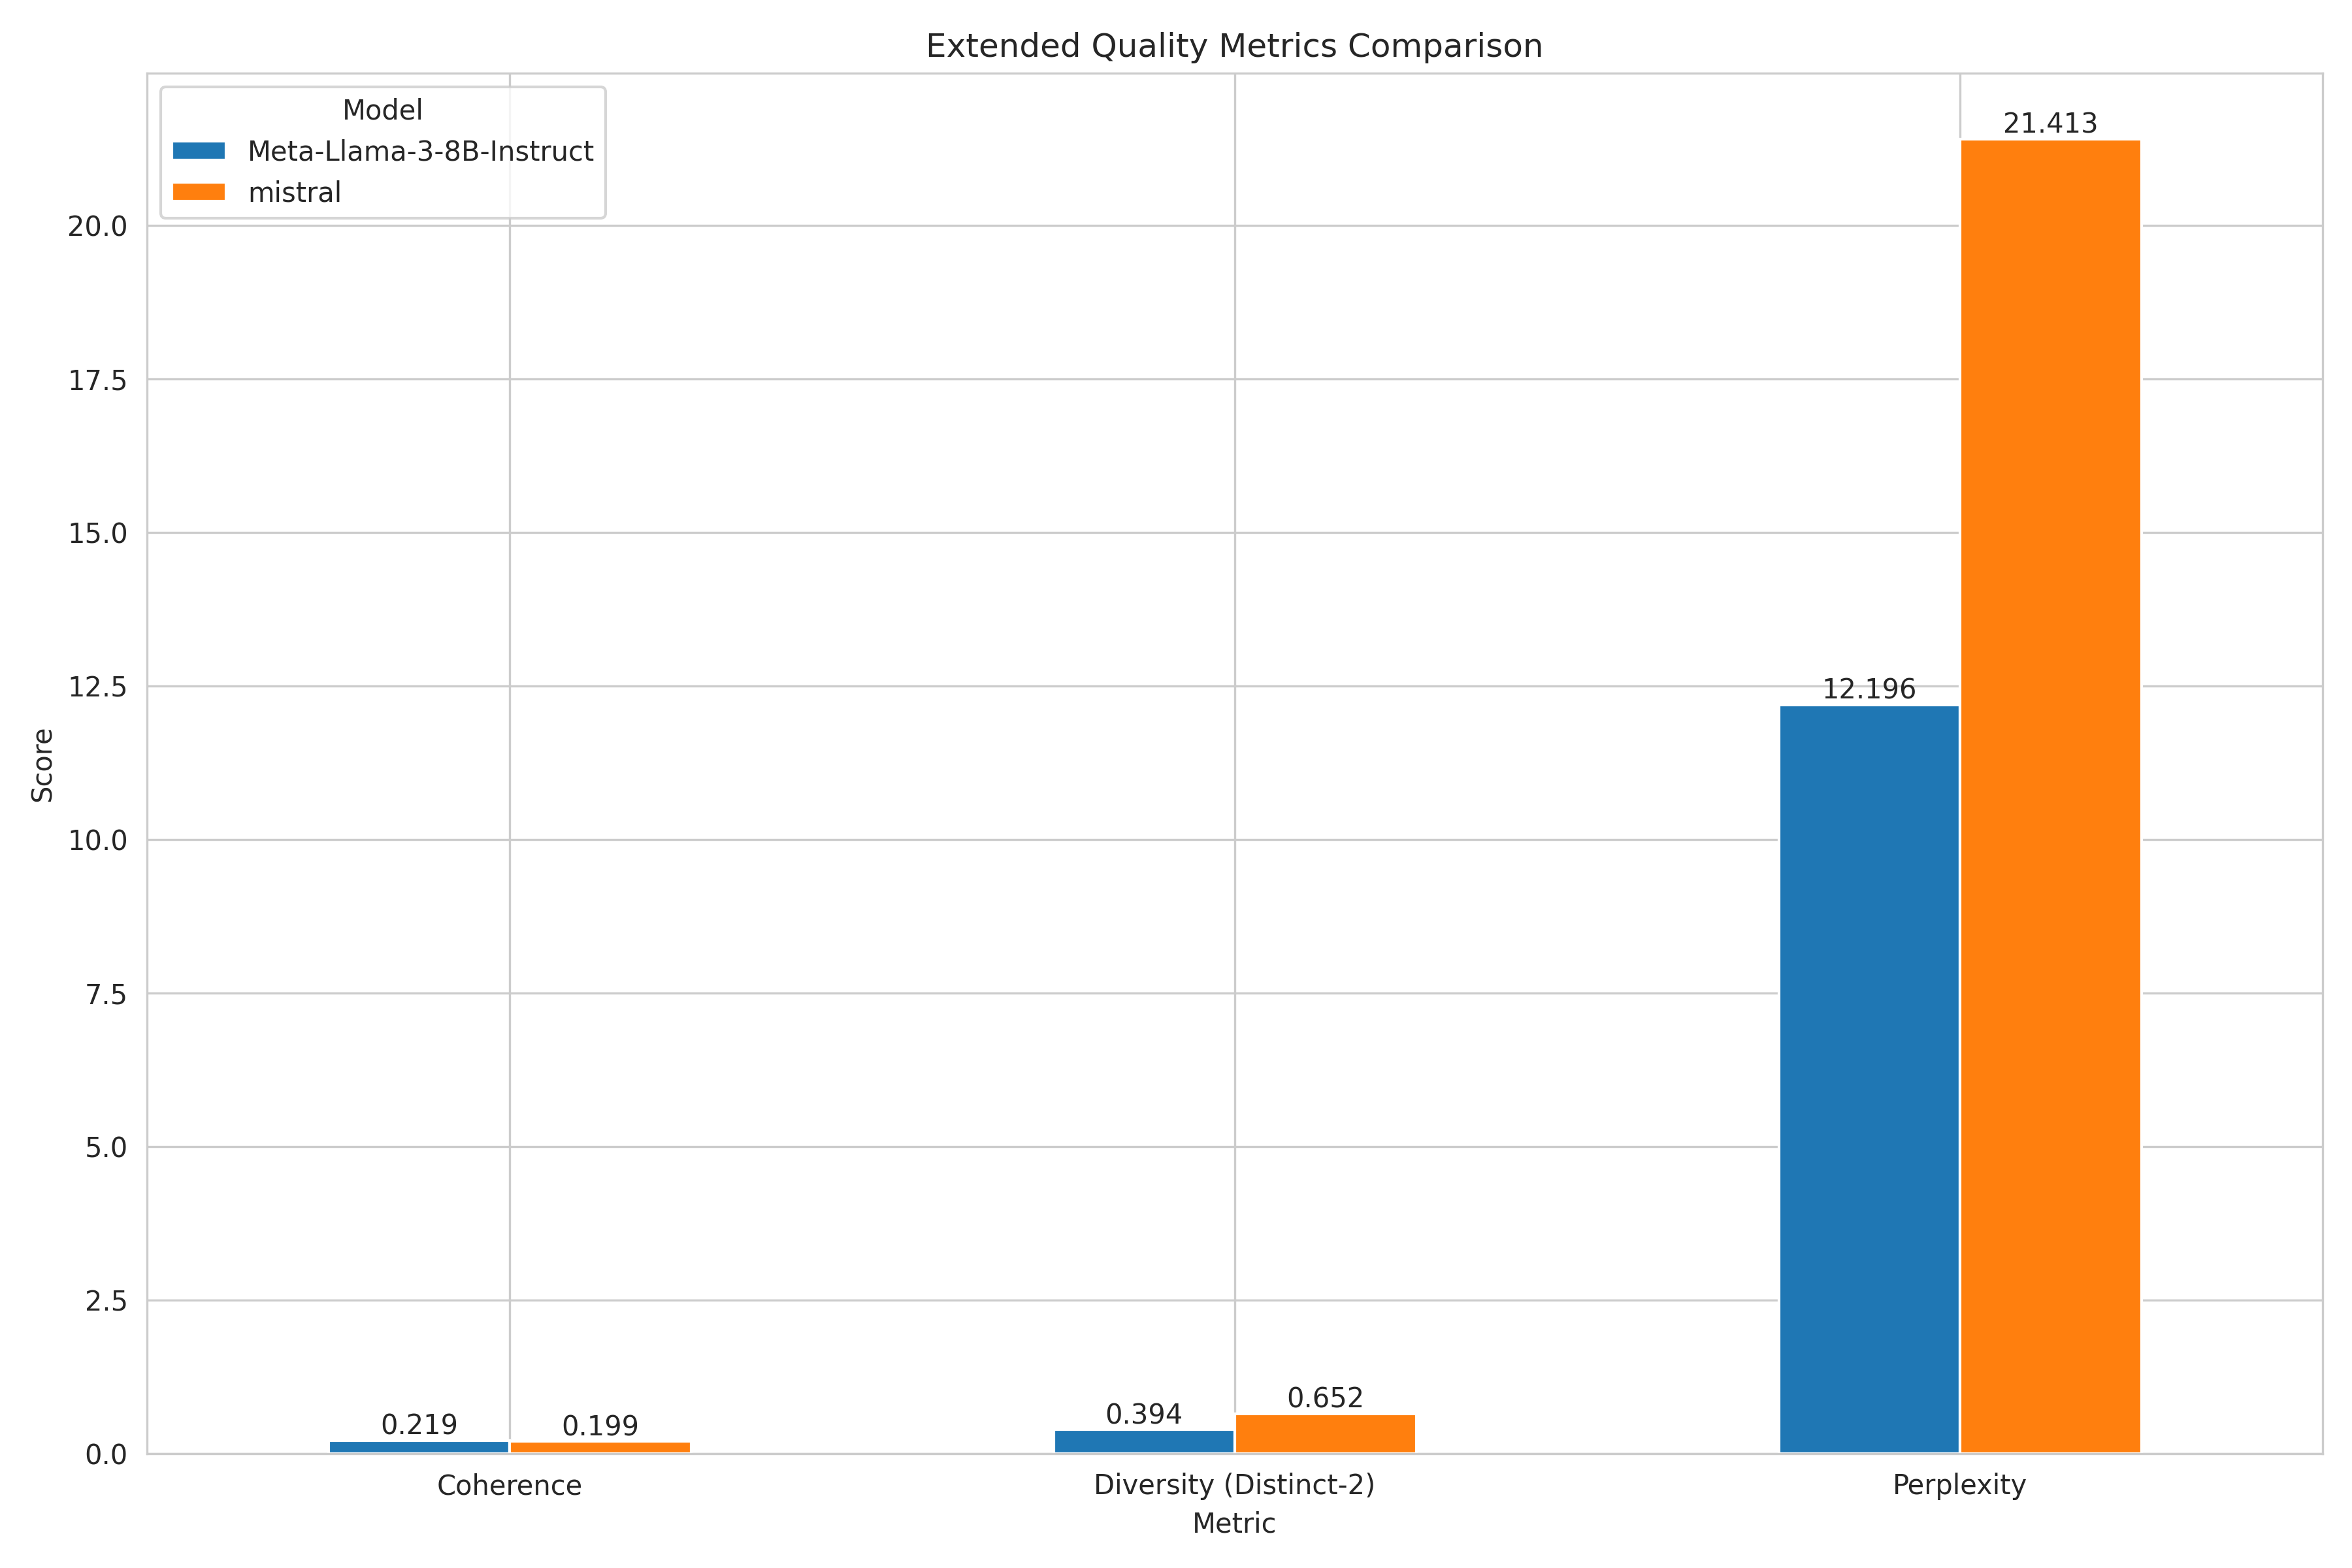 Extended Quality Metrics Comparison
Model
Meta-Llama-3-8B-Instruct
mistral
21.413
20.0
17.5
15.0
12.5
12.196
Score
10.0
7.5
5.0
2.5
0.652
0.394
0.219
0.199
0.0
Coherence
Diversity (Distinct-2)
Perplexity
Metric